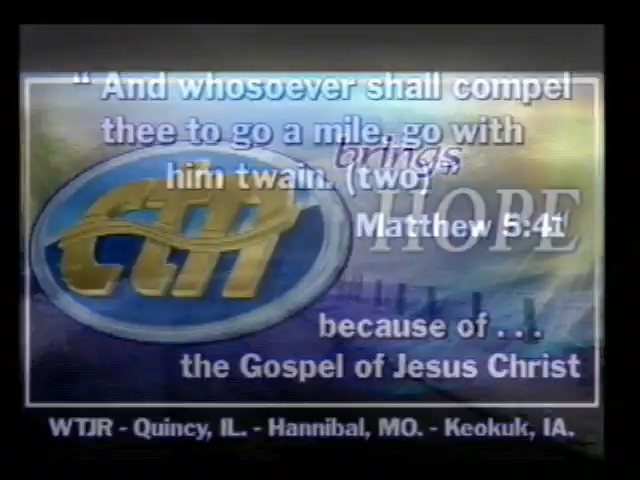 “ And whosoever shall compel
thee to go a mile, go with
him twain. (two) ”
Matthew 5:41
brings
HOPE
CTN
because of . . .
the Gospel of Jesus Christ
WTJR - Quincy, IL. - Hannibal, MO. - Keokuk, IA.